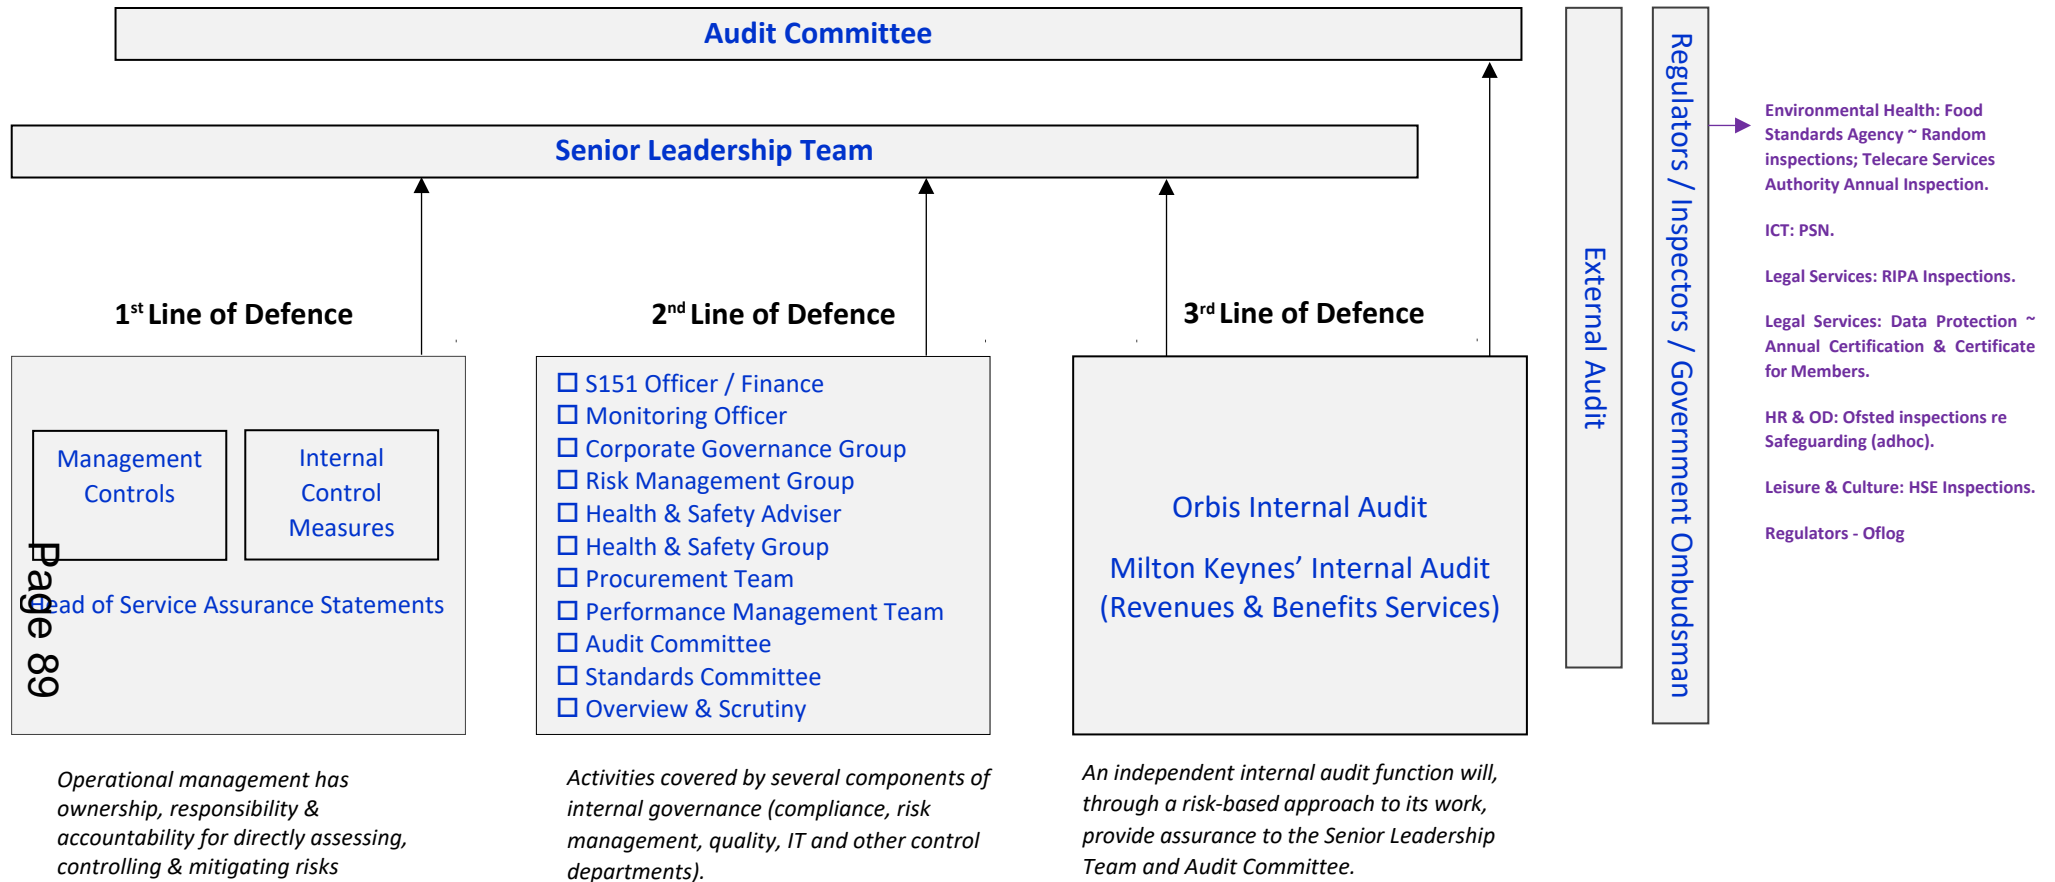 Audit Committee
Senior Leadership Team
1st Line of Defence
Management
Controls
Internal
Control
Measures
Head of Service Assurance Statements
Page 89
Operational management has
ownership, responsibility &
accountability for directly assessing,
controlling & mitigating risks
2nd Line of Defence
☐ S151 Officer / Finance
☐ Monitoring Officer
☐ Corporate Governance Group
☐ Risk Management Group
☐ Health & Safety Adviser
☐ Health & Safety Group
☐ Procurement Team
☐ Performance Management Team
☐ Audit Committee
☐ Standards Committee
☐ Overview & Scrutiny
Activities covered by several components of
internal governance (compliance, risk
management, quality, IT and other control
departments).
3rd Line of Defence
Orbis Internal Audit
Milton Keynes’ Internal Audit
(Revenues & Benefits Services)
An independent internal audit function will,
through a risk-based approach to its work,
provide assurance to the Senior Leadership
Team and Audit Committee.
External Audit
Regulators / Inspectors / Government Ombudsman
Environmental Health: Food
Standards Agency ~ Random
inspections; Telecare Services
Authority Annual Inspection.
ICT: PSN.
Legal Services: RIPA Inspections.
Legal Services: Data Protection ~
Annual Certification & Certificate
for Members.
HR & OD: Ofsted inspections re
Safeguarding (adhoc).
Leisure & Culture: HSE Inspections.
Regulators - Oflog